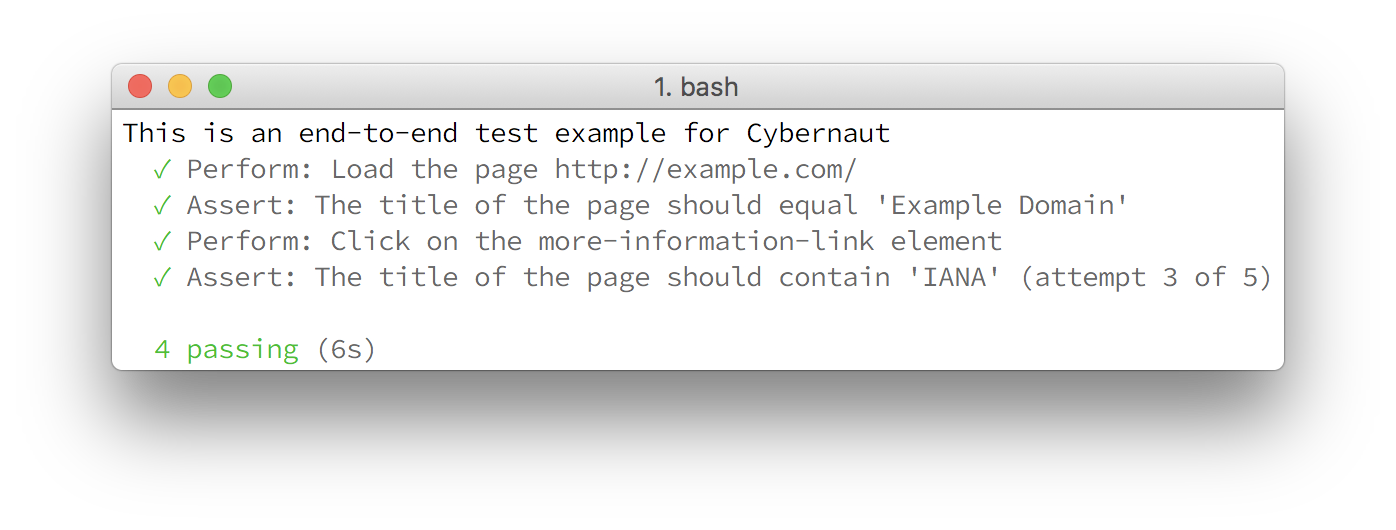 1. bash
This is an end-to-end test example for Cybernaut
✓ Perform: Load the page http://example.com/
✓ Assert: The title of the page should equal 'Example Domain'
✓ Perform: Click on the more-information-link element
✓ Assert: The title of the page should contain 'IANA' (attempt 3 of 5)
4 passing (6s)